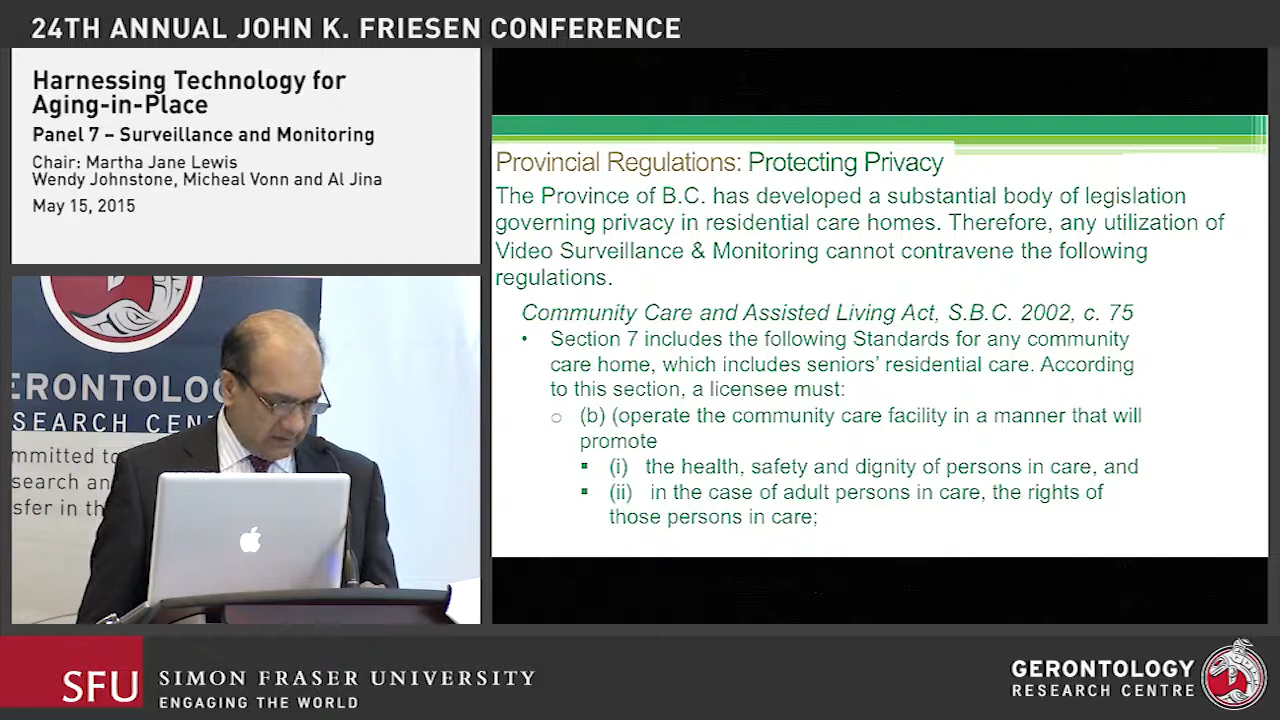 24TH ANNUAL JOHN K. FRIESEN CONFERENCE
Harnessing Technology for
Aging-in-Place
Panel 7 – Surveillance and Monitoring
Chair: Martha Jane Lewis
Wendy Johnstone, Micheal Vonn and Al Jina
May 15, 2015
ERONTOLO
SEARCH CEN
mmitted to
search an
sfer in th
Provincial Regulations: Protecting Privacy
The Province of B.C. has developed a substantial body of legislation
governing privacy in residential care homes. Therefore, any utilization of
Video Surveillance & Monitoring cannot contravene the following
regulations.
Community Care and Assisted Living Act, S.B.C. 2002, c. 75
• Section 7 includes the following Standards for any community
care home, which includes seniors' residential care. According
to this section, a licensee must:
○ (b) (operate the community care facility in a manner that will
promote
▪ (i) the health, safety and dignity of persons in care, and
▪ (ii) in the case of adult persons in care, the rights of
those persons in care;
SFU
SIMON FRASER UNIVERSITY
ENGAGING THE WORLD
GERONTOLOGY
RESEARCH CENTRE